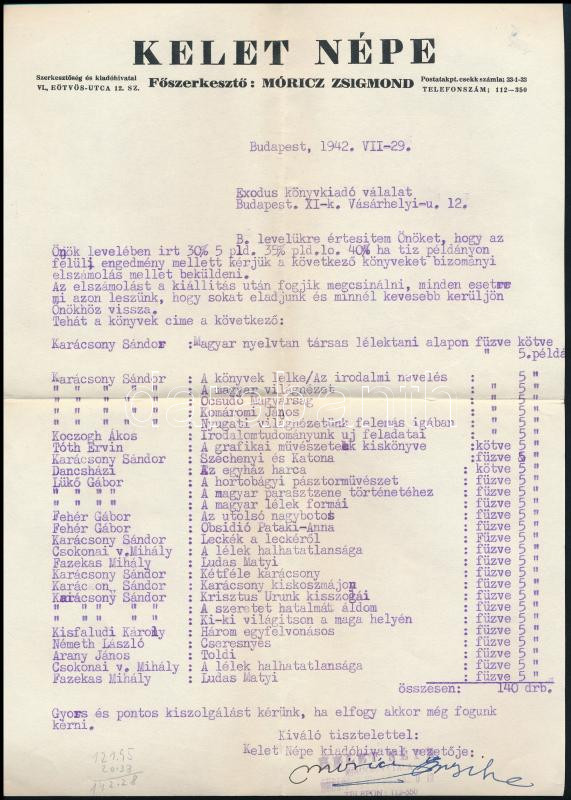 KELET NÉPE
Szerkesztőség és kiadóhivatal
VI., EÖTVÖS-UTCA 12. SZ.
Főszerkesztő: MÓRICZ ZSIGMOND
Postatakpt. csekk számla: 33-1-33
TELEFONSZÁM: 112—350
Budapest, 1942. VII-29.
Exodus könyvkiadó válalat
Budapest. XI-k. Vásárhelyi-u. 12.
B. levelükre értesitem Önöket, hogy az
Önök levelében irt 30% 5 pld. 35% pld.lo. 40% ha tiz példányon
felüli engedmény mellett kérjük a következő könyveket bizományi
elszámolás mellet beküldeni.
Az elszámolást a kiállitás után fogjik megcsinálni, minden esetre
mi azon leszünk, hogy sokat eladjunk és minnél kevesebb kerüljön
Önökhöz vissza.
Tehát a könyvek cime a következő:
Karácsony Sándor :Magyar nyelvtan társas lélektani alapon füzve kötve
" 5.példá
Karácsony Sándor : A könyvek lelke/Az irodalmi nevelés : 5 "
" " " " : A magyar világnézet : 5 "
" " " " : Ocsudó Magyarság : 5 "
" " " " : Komáromi János : 5 "
" " " " : Nyugati világnézetünk felemás igában : 5 "
Koczogh Ákos : Irodalomtudományunk uj feladatai : 5 "
Tóth Ervin : A grafikai művészetek kiskönyve : kötve 5 "
Karácsony Sándor : Széchenyi és Katona : füzve 5 "
Dancsházi : Az egyház harca : kötve 5 "
Lükő Gábor : A hortobágyi pásztorművészet : füzve 5 "
" " " " : A magyar parasztzene történetéhez : füzve 5 "
" " " " : A magyar lélek formái : füzve 5 "
Fehér Gábor : Az utolsó nagybotos : füzve 5 "
Fehér Gábor : Obsidió Pataki-Anna : füzve 5 "
Karácsonyi Sándor : Leckék a leckéről : füzve 5 "
Csokonai v.Mihály : A lélek halhatatlansága : füzve 5 "
Fazekas Mihály : Ludas Matyi : füzve 5 "
Karácsony Sándor : Kétféle karácsony : füzve 5 "
Karácson Sándor : Karácsony kiskoszmáján : füzve 5 "
Karácsony Sándor : Krisztus Urunk kisszolgái : füzve 5 "
" " " " : A szeretet hatalmát áldom : füzve 5 "
" " " " : Ki-ki világitson a maga helyén : füzve 5 "
Kisfaludi Károly : Három egyfelvonásos : füzve 5 "
Németh László : Cseresnyés : füzve 5 "
Arany János : Toldi : füzve 5 "
Csokonai v. Mihály : A lélek halhatatlansága : füzve 5 "
Fazekas Mihály : Ludas Matyi : füzve 5 "
összesen: 140 drb.
Gyors és pontos kiszolgálást kérünk, ha elfogy akkor még fogunk
kérni.
Kiváló tisztelettel:
Kelet Népe kiadóhivatal vezetője:
KELET NÉPE